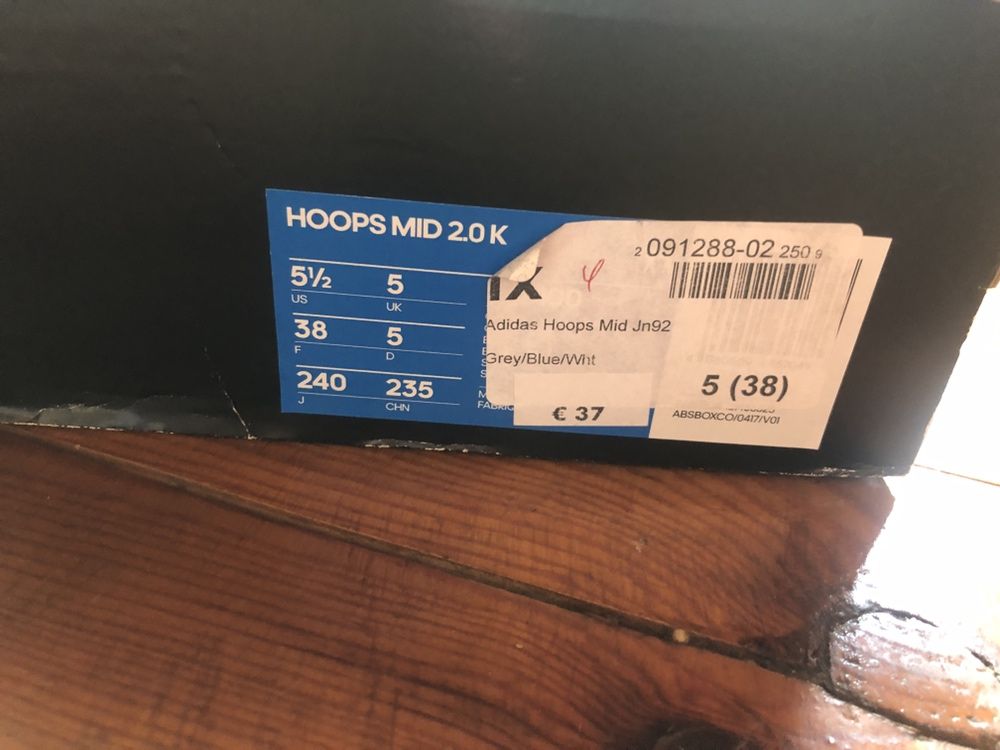 HOOPS MID 2.0 K
5½ 5
US UK
38 5
F D
240 235
J CHN
2 091288-02 250 9
Adidas Hoops Mid Jn92
Grey/Blue/Wht
5 (38)
€ 37
ABSBOXCO/0417/V01